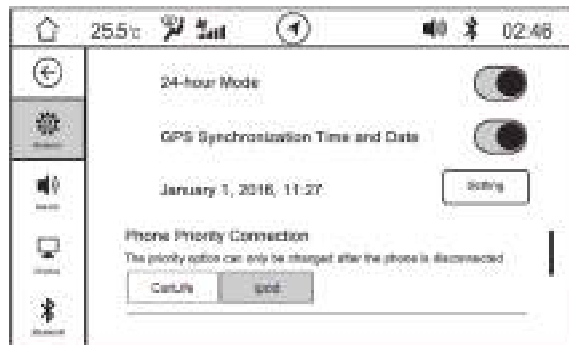 25.5°c 02:46
24-hour Mode
GPS Synchronization Time and Date
January 1, 2016, 11:27 Setting
Phone Priority Connection
The priority option can only be changed after the phone is disconnected
CarLife